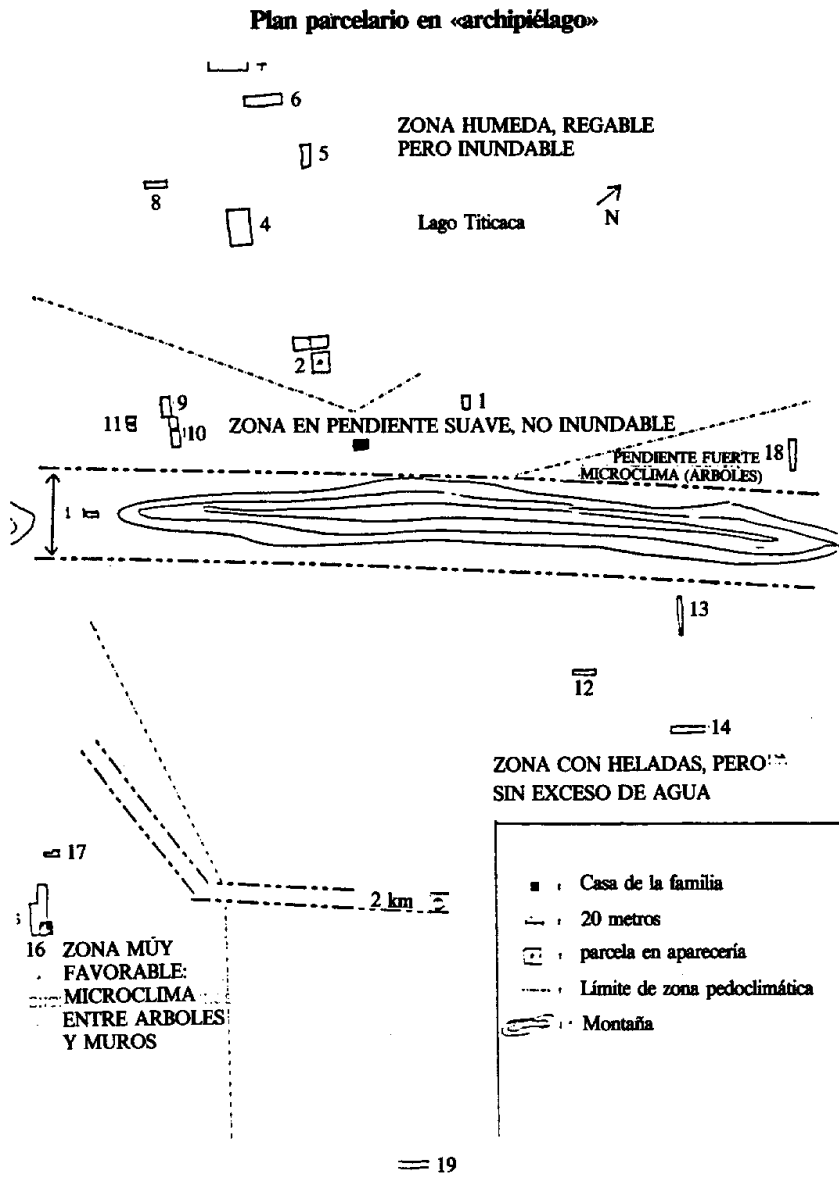 Plan parcelario en «archipiélago»
6
ZONA HUMEDA, REGABLE
PERO INUNDABLE
5
8
4
Lago Titicaca
N
2
1
9
11
10
ZONA EN PENDIENTE SUAVE, NO INUNDABLE
PENDIENTE FUERTE
MICROCLIMA (ARBOLES)
18
1
13
12
14
ZONA CON HELADAS, PERO
SIN EXCESO DE AGUA
17
2 km
16 ZONA MÚY
FAVORABLE:
MICROCLIMA
ENTRE ARBOLES
Y MUROS
Casa de la familia
20 metros
parcela en aparecería
Límite de zona pedoclimática
Montaña
19